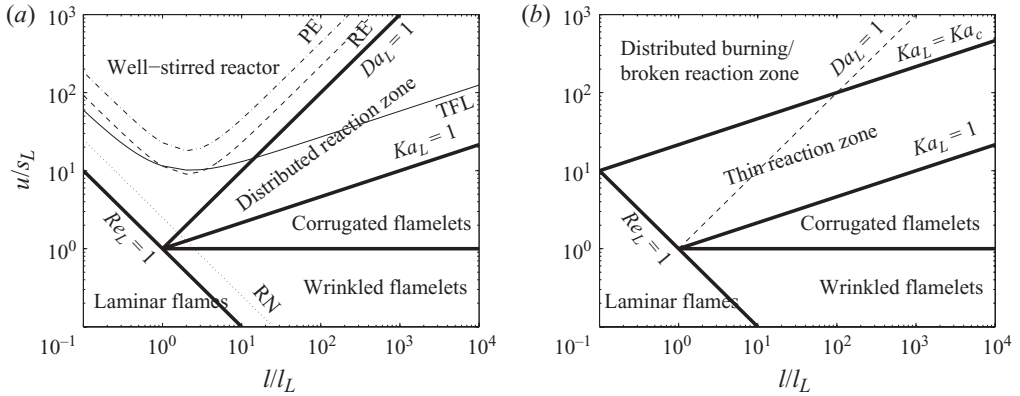 (a)
10^3
10^2
10^1
10^0
u/s_L
PE
RE
Da_L = 1
Well−stirred reactor
Distributed reaction zone
TFL
Ka_L = 1
Re_L = 1
Corrugated flamelets
RN
Wrinkled flamelets
Laminar flames
10^−1
10^0
10^1
10^2
10^3
10^4
l/l_L
(b)
10^3
10^2
10^1
10^0
Distributed burning/
broken reaction zone
Da_L = 1
Ka_L = Ka_c
Thin reaction zone
Ka_L = 1
Re_L = 1
Corrugated flamelets
Wrinkled flamelets
Laminar flames
10^−1
10^0
10^1
10^2
10^3
10^4
l/l_L